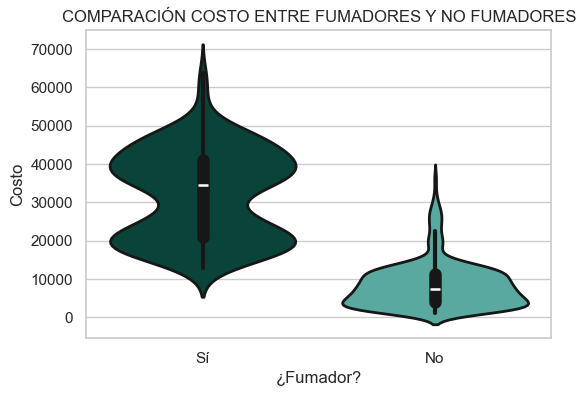 COMPARACIÓN COSTO ENTRE FUMADORES Y NO FUMADORES
70000
60000
50000
40000
30000
20000
10000
0
Costo
Sí
No
¿Fumador?